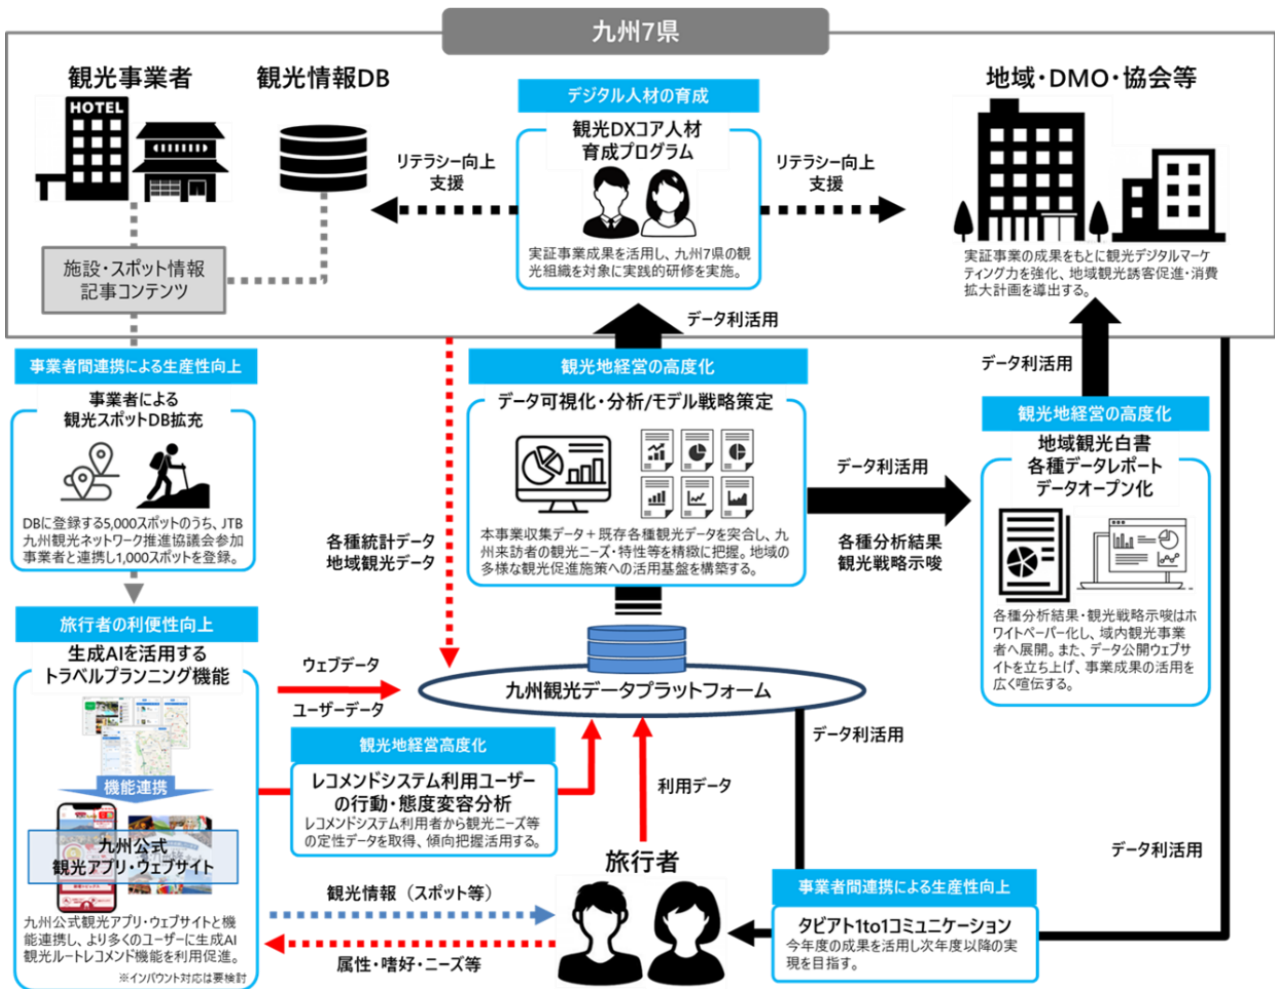 九州7県
観光事業者
HOTEL
観光情報DB
施設・スポット情報
記事コンテンツ
リテラシー向上
支援
デジタル人材の育成
観光DXコア人材
育成プログラム
実証事業成果を活用し、九州7県の観
光組織を対象に実践的研修を実施。
リテラシー向上
支援
地域・DMO・協会等
実証事業の成果をもとに観光デジタルマーケ
ティング力を強化、地域観光誘客促進・消費
拡大計画を導出する。
データ利活用
データ利活用
事業者間連携による生産性向上
事業者による
観光スポットDB拡充
DBに登録する5,000スポットのうち、JTB
九州観光ネットワーク推進協議会参加
事業者と連携し1,000スポットを登録。
各種統計データ
地域観光データ
観光地経営の高度化
データ可視化・分析/モデル戦略策定
本事業収集データ＋既存各種観光データを突合し、九
州来訪者の観光ニーズ・特性等を精緻に把握。地域の
多様な観光促進施策への活用基盤を構築する。
データ利活用
各種分析結果
観光戦略示唆
観光地経営の高度化
地域観光白書
各種データレポート
データオープン化
各種分析結果・観光戦略示唆はホ
ワイトペーパー化し、域内観光事業
者へ展開。また、データ公開ウェブサ
イトを立ち上げ、事業成果の活用を
広く喧伝する。
旅行者の利便性向上
生成AIを活用する
トラベルプランニング機能
機能連携
九州公式
観光アプリ・ウェブサイト
九州公式観光アプリ・ウェブサイトと機
能連携し、より多くのユーザーに生成AI
観光ルートレコメンド機能を利用促進。
※インバウント対応は要検討
ウェブデータ
ユーザーデータ
九州観光データプラットフォーム
観光地経営高度化
レコメンドシステム利用ユーザー
の行動・態度変容分析
レコメンドシステム利用者から観光ニーズ等
の定性データを取得、傾向把握活用する。
利用データ
データ利活用
旅行者
観光情報（スポット等）
属性・嗜好・ニーズ等
データ利活用
事業者間連携による生産性向上
タビアト1to1コミュニケーション
今年度の成果を活用し次年度以降の実
現を目指す。